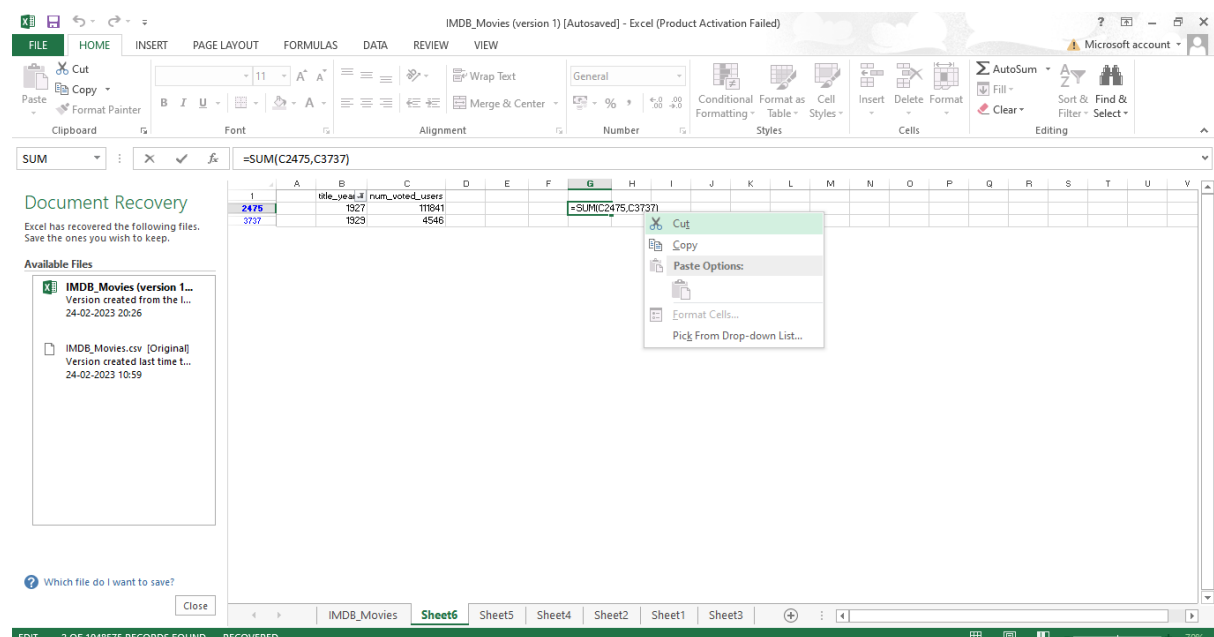 IMDB_Movies (version 1) [Autosaved] - Excel (Product Activation Failed)
FILE HOME INSERT PAGE LAYOUT FORMULAS DATA REVIEW VIEW Microsoft account
Paste
Cut
Copy
Format Painter
Clipboard
11
B I U
Font
Wrap Text
Merge & Center
Alignment
General
Number
Conditional Formatting
Format as Table
Cell Styles
Styles
Insert Delete Format
Cells
AutoSum
Fill
Clear
Sort & Filter
Find & Select
Editing
SUM =SUM(C2475,C3737)
Document Recovery
Excel has recovered the following files.
Save the ones you wish to keep.
Available Files
IMDB_Movies (version 1...
Version created from the l...
24-02-2023 20:26
IMDB_Movies.csv [Original]
Version created last time t...
24-02-2023 10:59
Which file do I want to save?
Close
A B C D E F G H I J K L M N O P Q R S T U V
1 title_year num_voted_users
2475 1927 111841 =SUM(C2475,C3737)
3737 1929 4546
Cut
Copy
Paste Options:
Format Cells...
Pick From Drop-down List...
IMDB_Movies Sheet6 Sheet5 Sheet4 Sheet2 Sheet1 Sheet3
EDIT 2 OF 1048575 RECORDS FOUND RECOVERED 70%